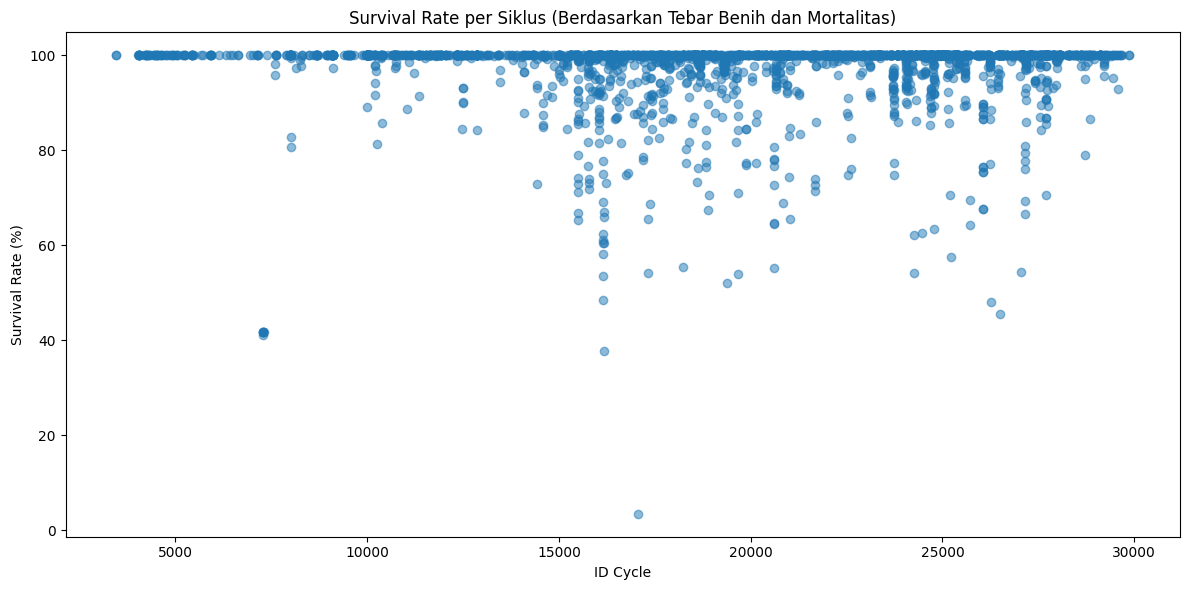 Survival Rate per Siklus (Berdasarkan Tebar Benih dan Mortalitas)
100
80
60
40
20
0
Survival Rate (%)
5000 10000 15000 20000 25000 30000
ID Cycle